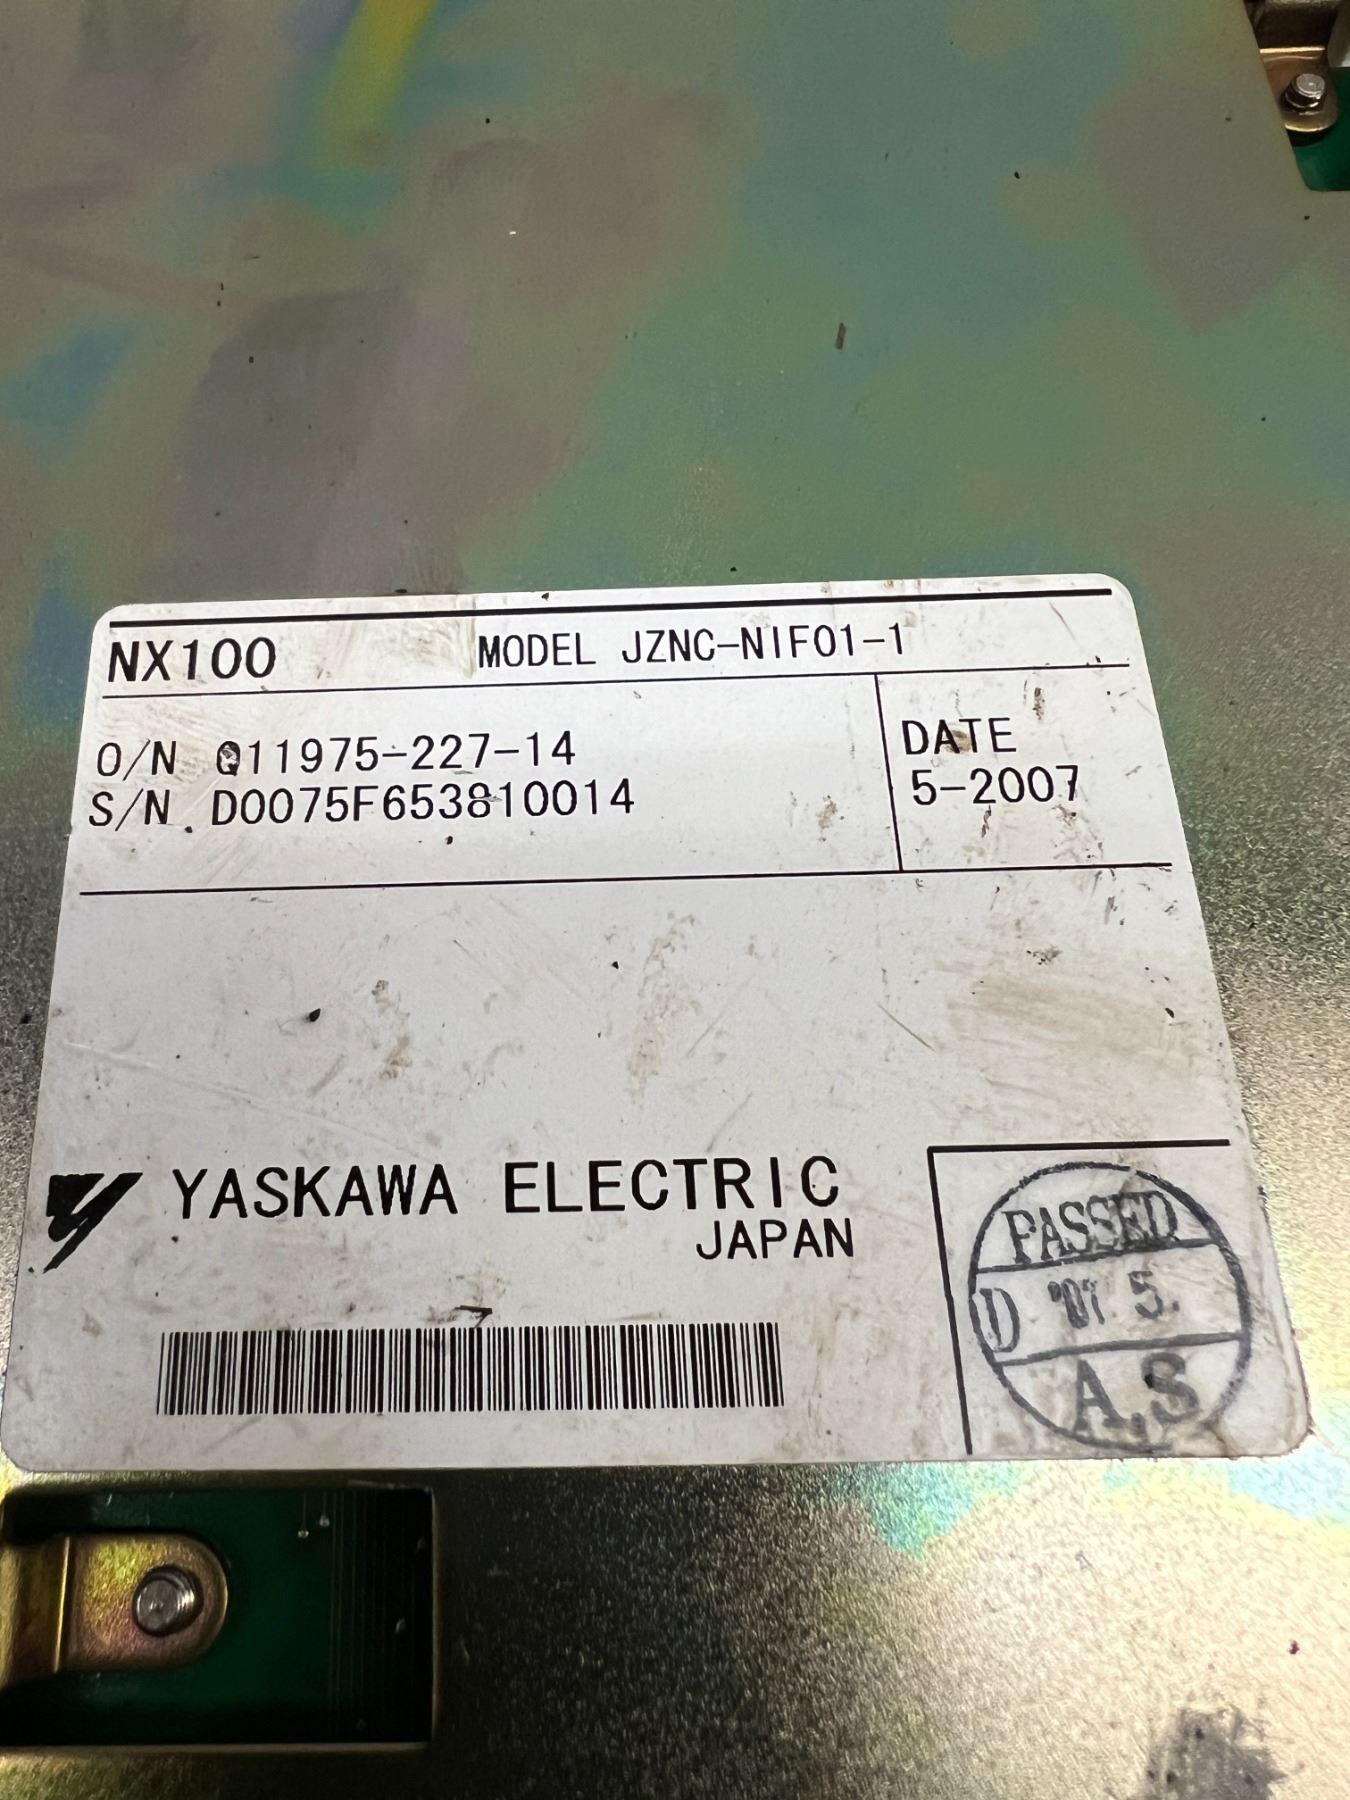 NX100 MODEL JZNC-NIF01-1
O/N Q11975-227-14
S/N D0075F653810014
DATE
5-2007
YASKAWA ELECTRIC
JAPAN
PASSED
D '07. 5.
A.S